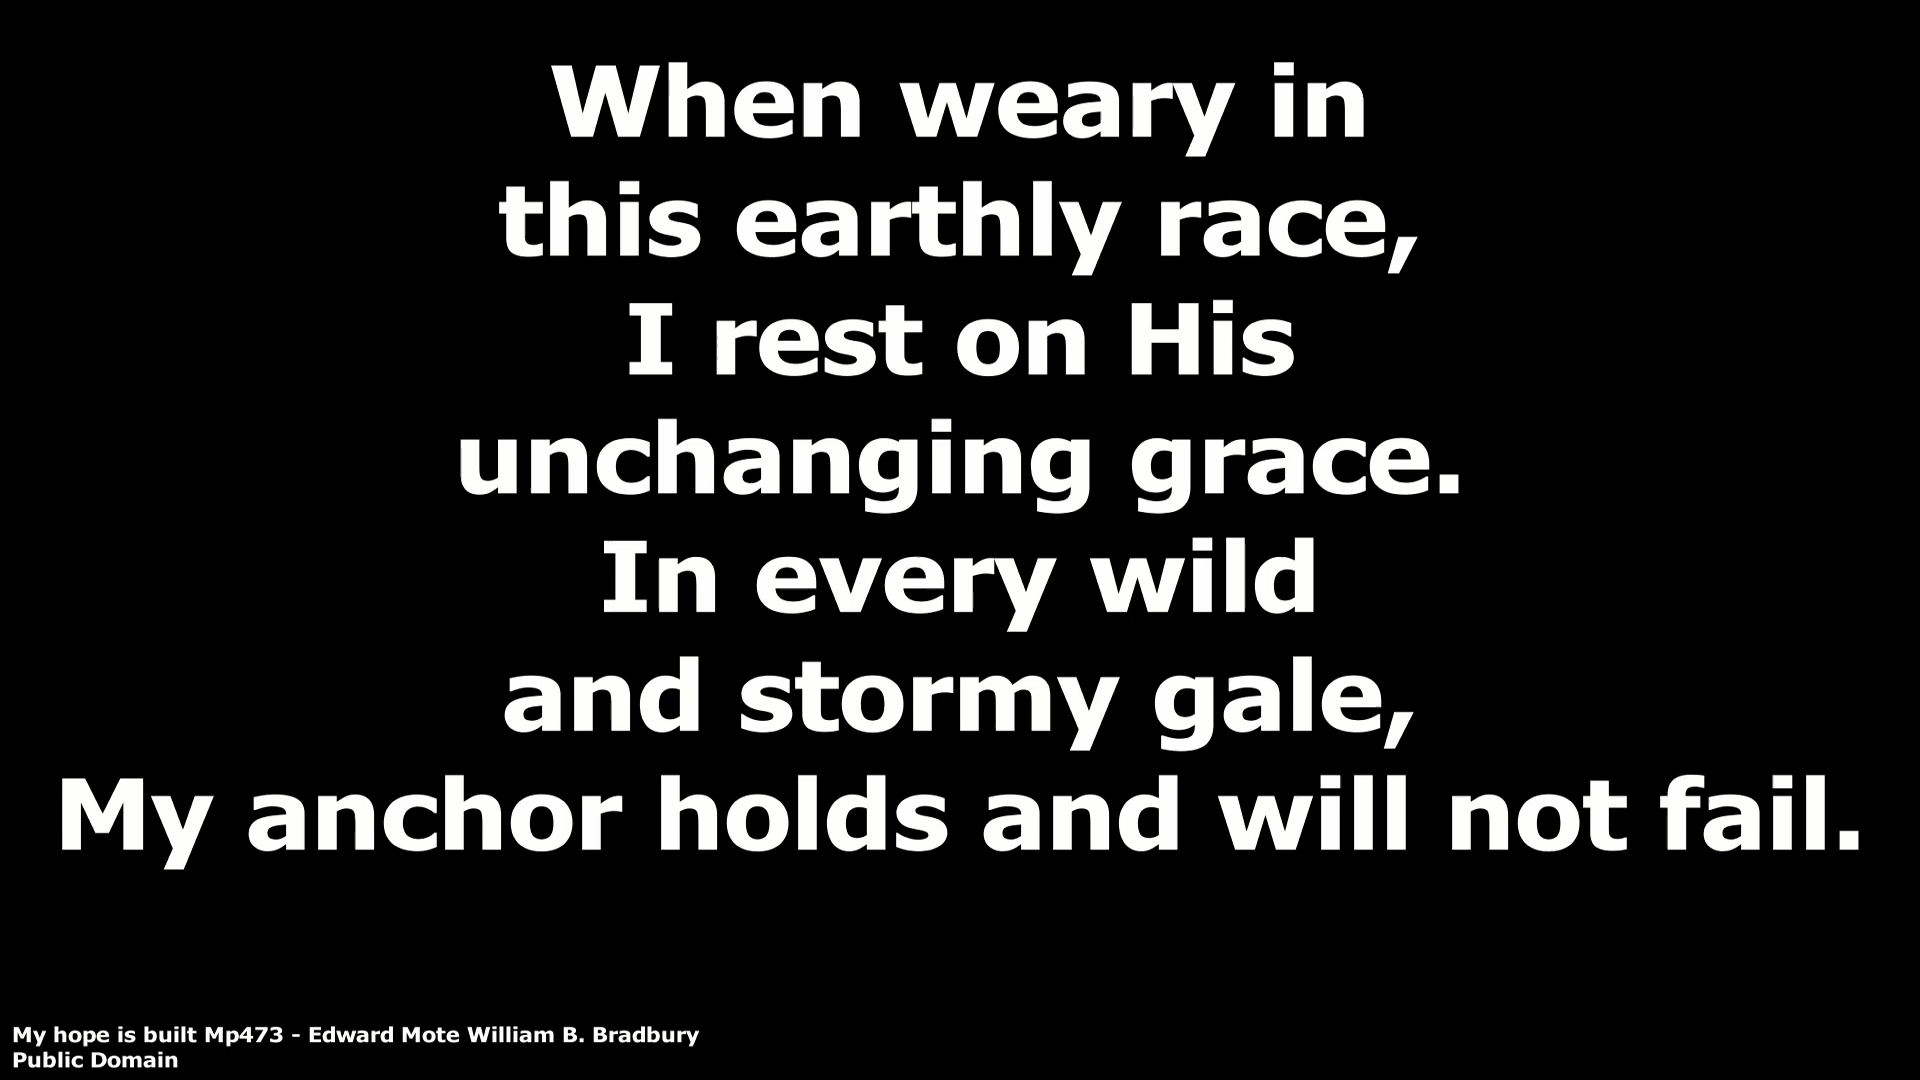 When weary in
this earthly race,
I rest on His
unchanging grace.
In every wild
and stormy gale,
My anchor holds and will not fail.
My hope is built Mp473 - Edward Mote William B. Bradbury
Public Domain